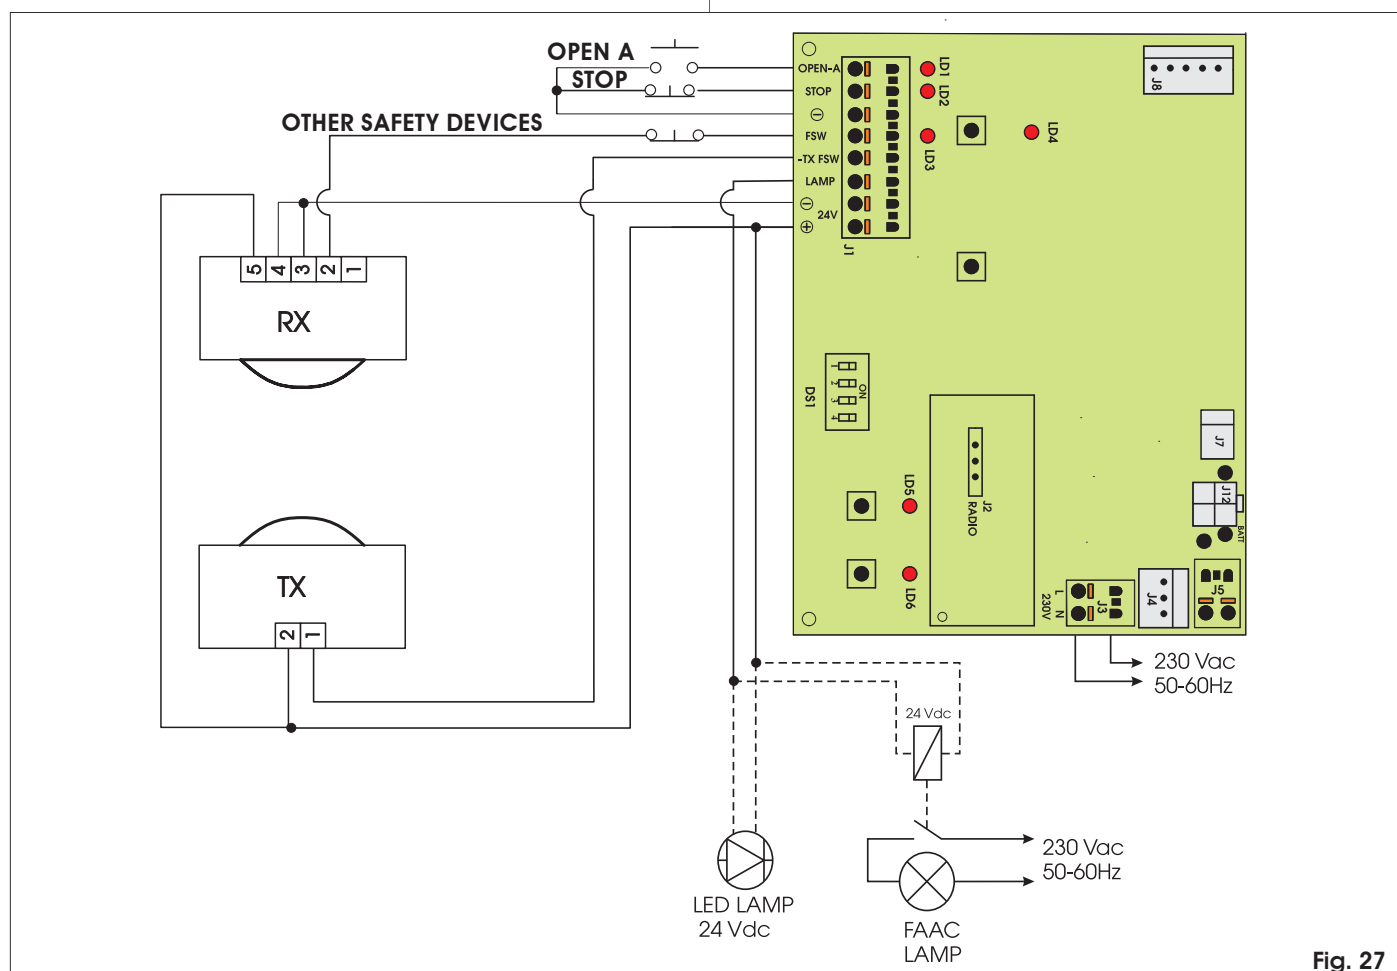 OPEN A
STOP
OTHER SAFETY DEVICES
OPEN-A
STOP
⊖
FSW
-TX FSW
LAMP
⊖
24V
⊕
J1
LD1
LD2
LD3
LD4
J8
5 4 3 2 1
RX
TX
2 1
DS1
1
2
3
4
ON
LD5
LD6
J2
RADIO
J7
J12
BATT
J5
J4
J3
L
N
230V
230 Vac
50-60Hz
24 Vdc
230 Vac
50-60Hz
LED LAMP
24 Vdc
FAAC
LAMP
Fig. 27